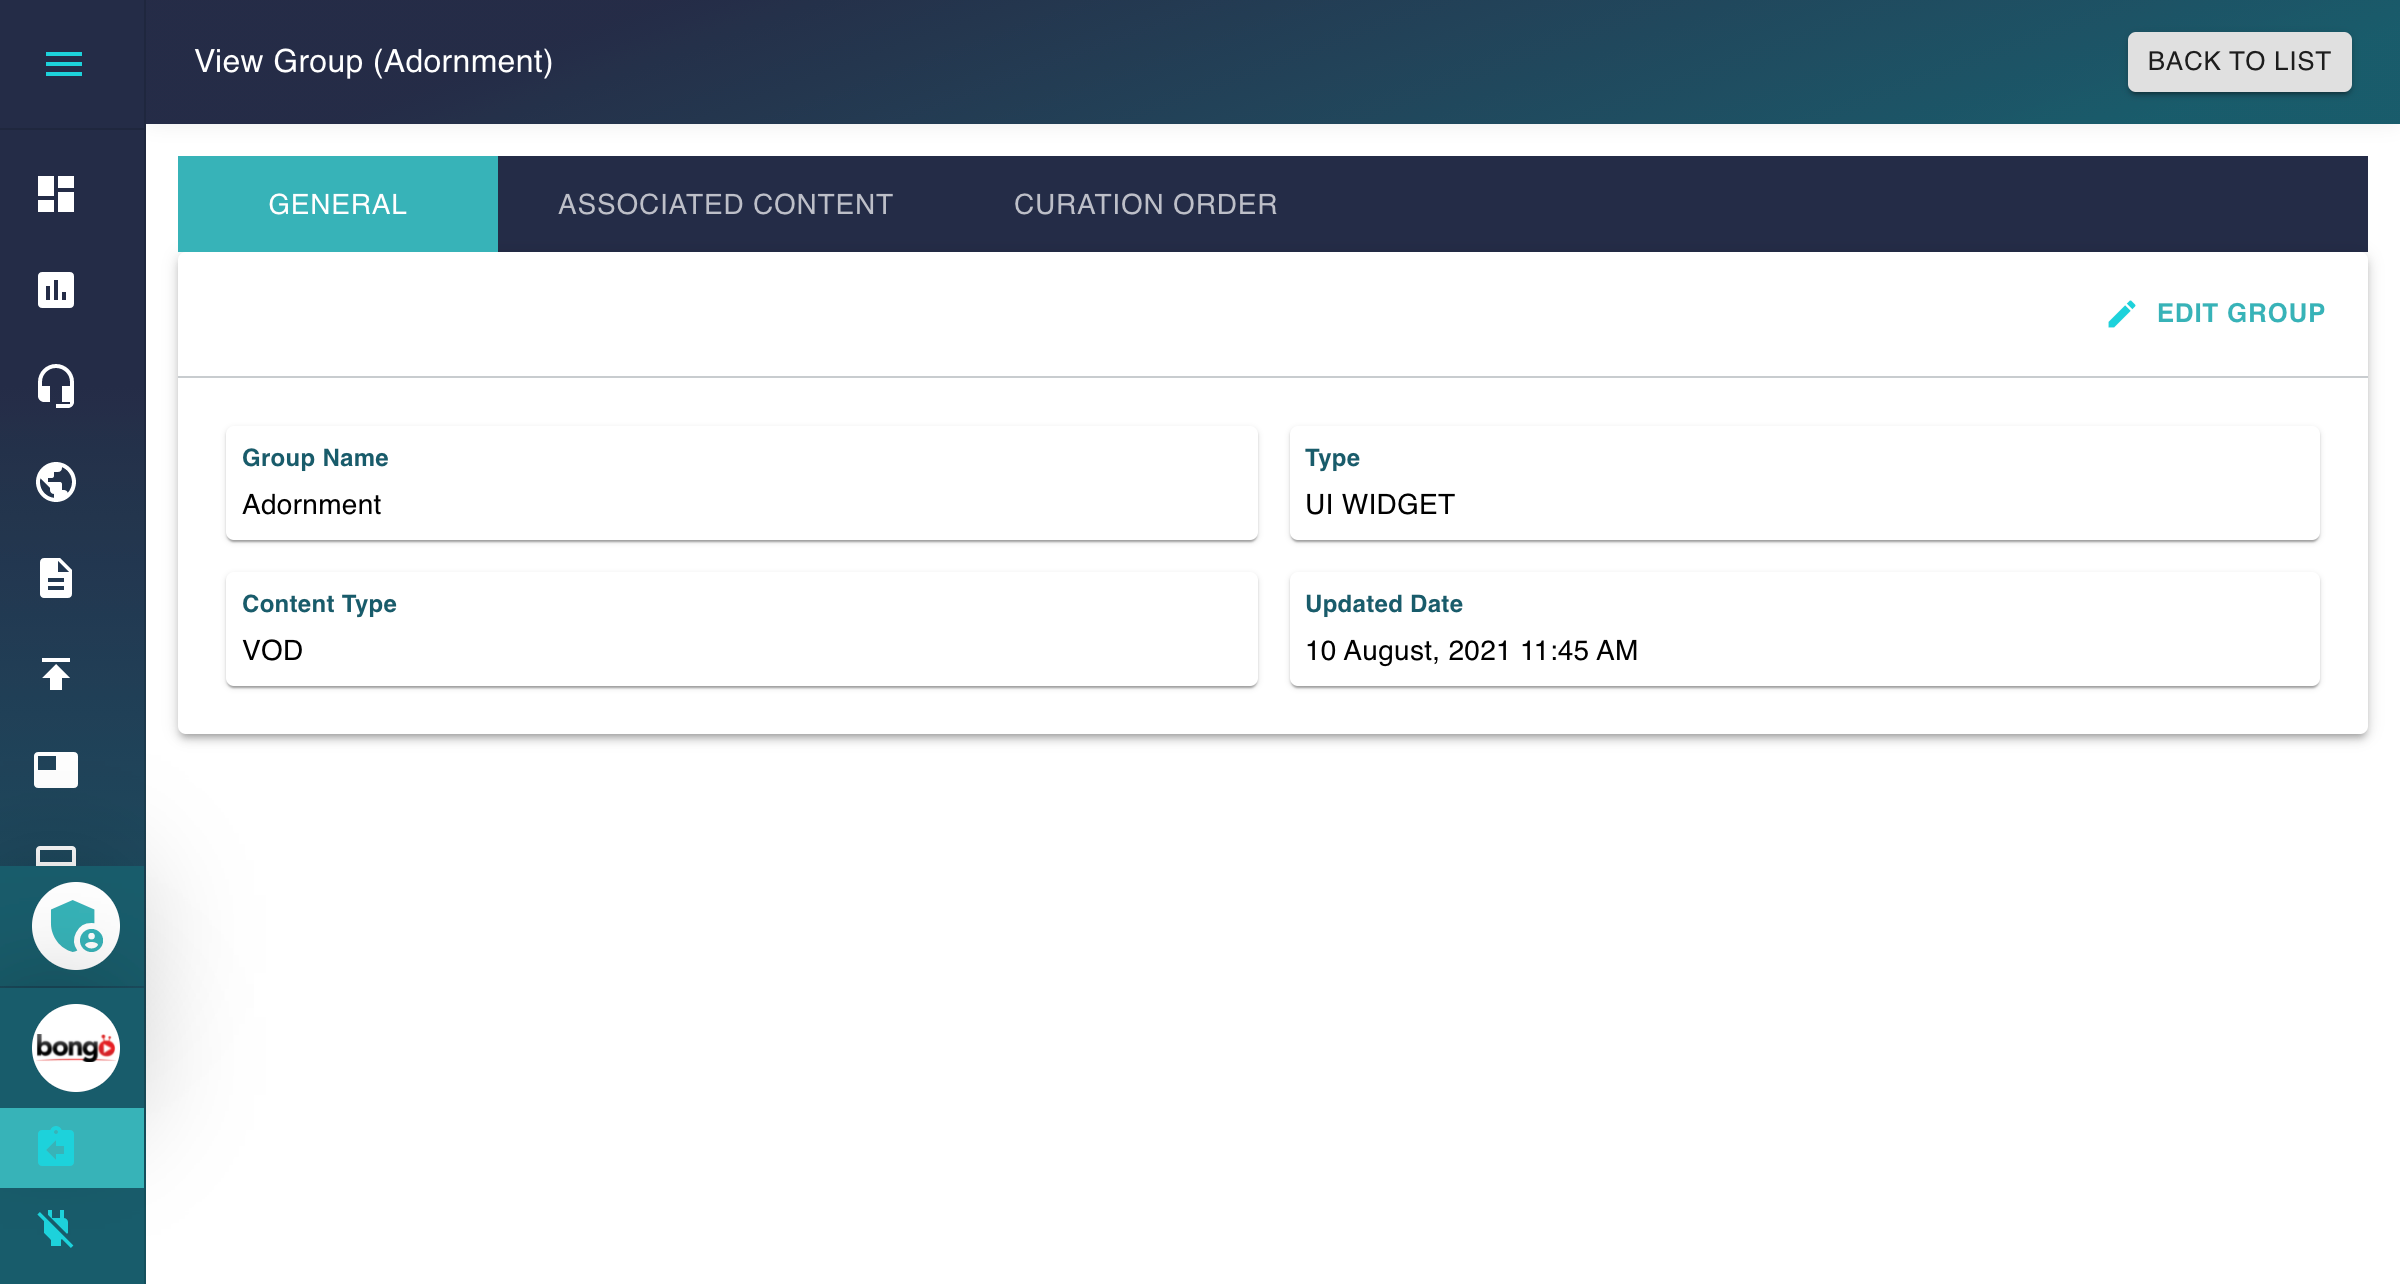 View Group (Adornment)
BACK TO LIST
GENERAL
ASSOCIATED CONTENT
CURATION ORDER
EDIT GROUP
Group Name
Adornment
Type
UI WIDGET
Content Type
VOD
Updated Date
10 August, 2021 11:45 AM
bongo